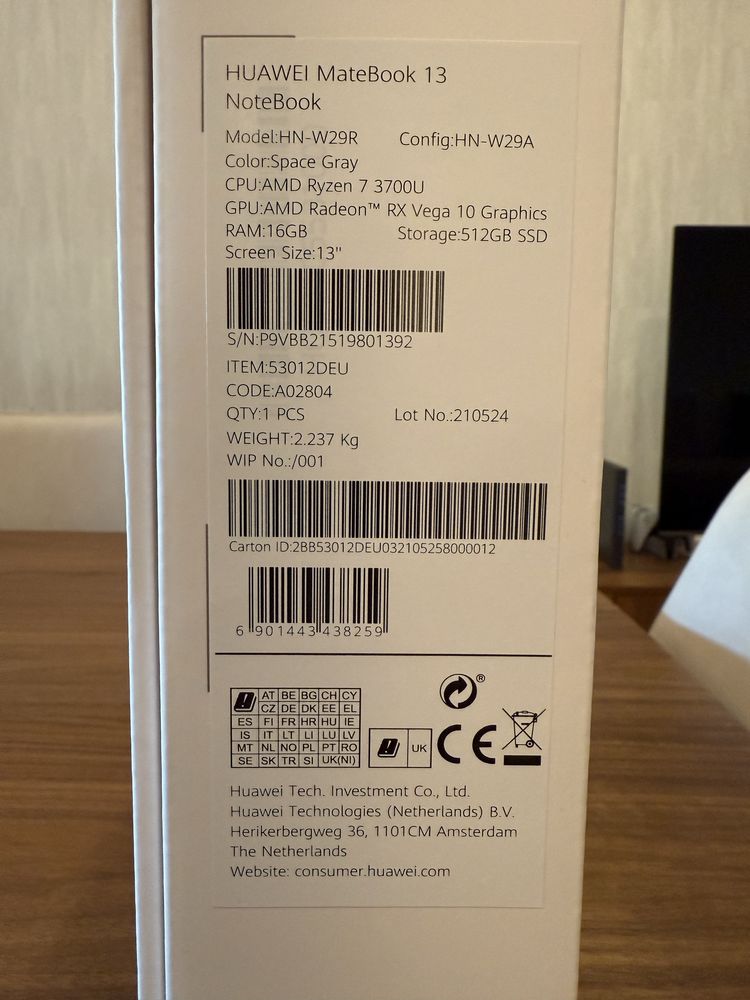 HUAWEI MateBook 13
NoteBook
Model:HN-W29R Config:HN-W29A
Color:Space Gray
CPU:AMD Ryzen 7 3700U
GPU:AMD Radeon™ RX Vega 10 Graphics
RAM:16GB Storage:512GB SSD
Screen Size:13"
S/N:P9VBB21519801392
ITEM:53012DEU
CODE:A02804
QTY:1 PCS Lot No.:210524
WEIGHT:2.237 Kg
WIP No.:/001
Carton ID:2BB53012DEU032105258000012
6 901443 438259
®
AT BE BG CH CY
CZ DE DK EE EL
ES FI FR HR HU IE
IS IT LT LI LU LV
MT NL NO PL PT RO
SE SK TR SI UK(NI)
UK
CE
Huawei Tech. Investment Co., Ltd.
Huawei Technologies (Netherlands) B.V.
Herikerbergweg 36, 1101CM Amsterdam
The Netherlands
Website: consumer.huawei.com